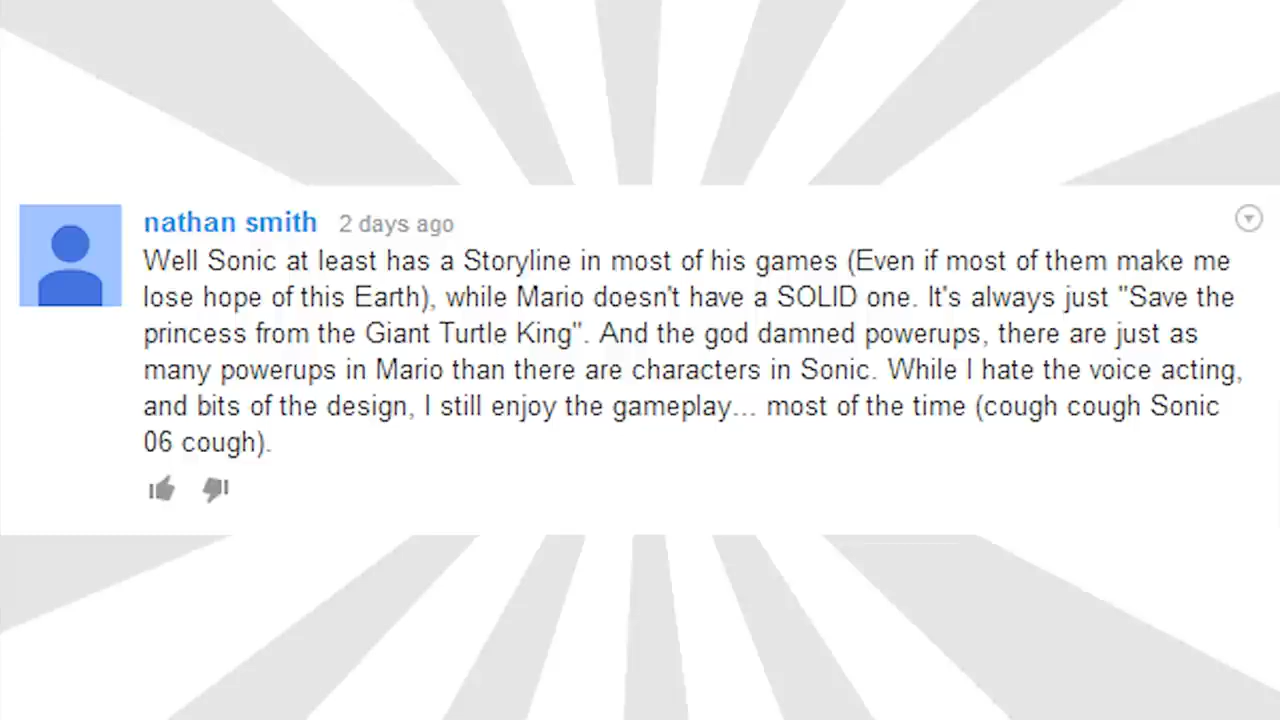 nathan smith 2 days ago
Well Sonic at least has a Storyline in most of his games (Even if most of them make me
lose hope of this Earth), while Mario doesn't have a SOLID one. It's always just "Save the
princess from the Giant Turtle King". And the god damned powerups, there are just as
many powerups in Mario than there are characters in Sonic. While I hate the voice acting,
and bits of the design, I still enjoy the gameplay... most of the time (cough cough Sonic
06 cough).